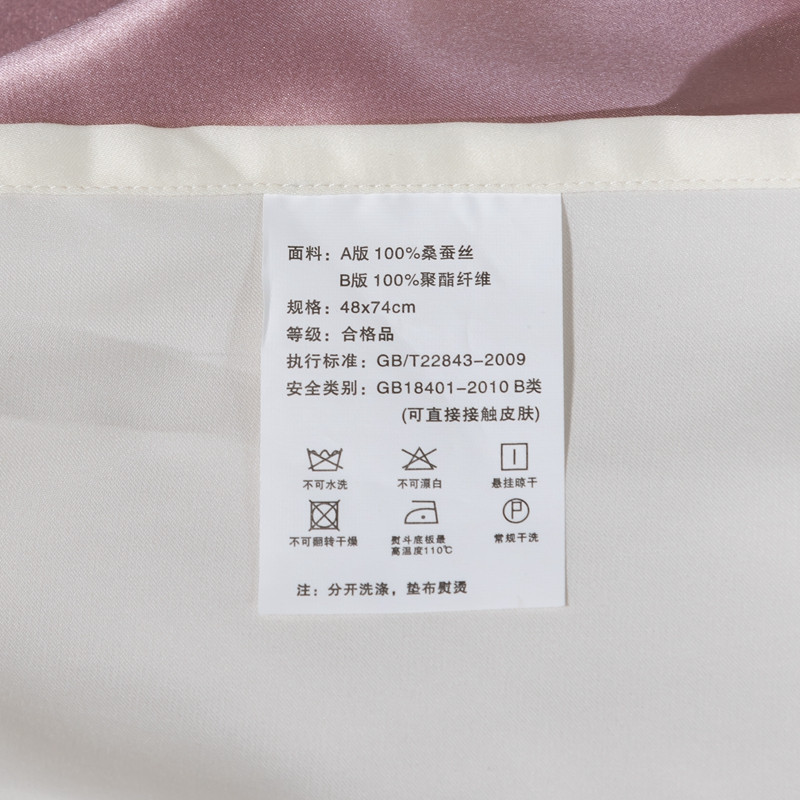 面料：A版 100%桑蚕丝
B版 100%聚酯纤维
规格：48x74cm
等级：合格品
执行标准：GB/T22843-2009
安全类别：GB18401-2010 B类
(可直接接触皮肤)
不可水洗 不可漂白 悬挂晾干
P
不可翻转干燥 熨斗底板最高温度110℃ 常规干洗
注：分开洗涤，垫布熨烫